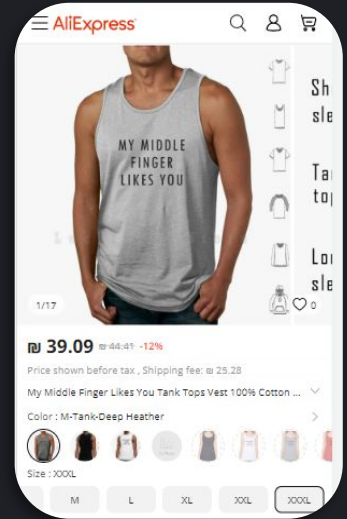 AliExpress
MY MIDDLE
FINGER
LIKES YOU
Sh
sle
Ta
top
Lo
sle
1/17
0
₪ 39.09 ₪ 44.41 -12%
Price shown before tax , Shipping fee: ₪ 25.28
My Middle Finger Likes You Tank Tops Vest 100% Cotton ...
Color : M-Tank-Deep Heather
Size : XXXL
M L XL XXL XXXL